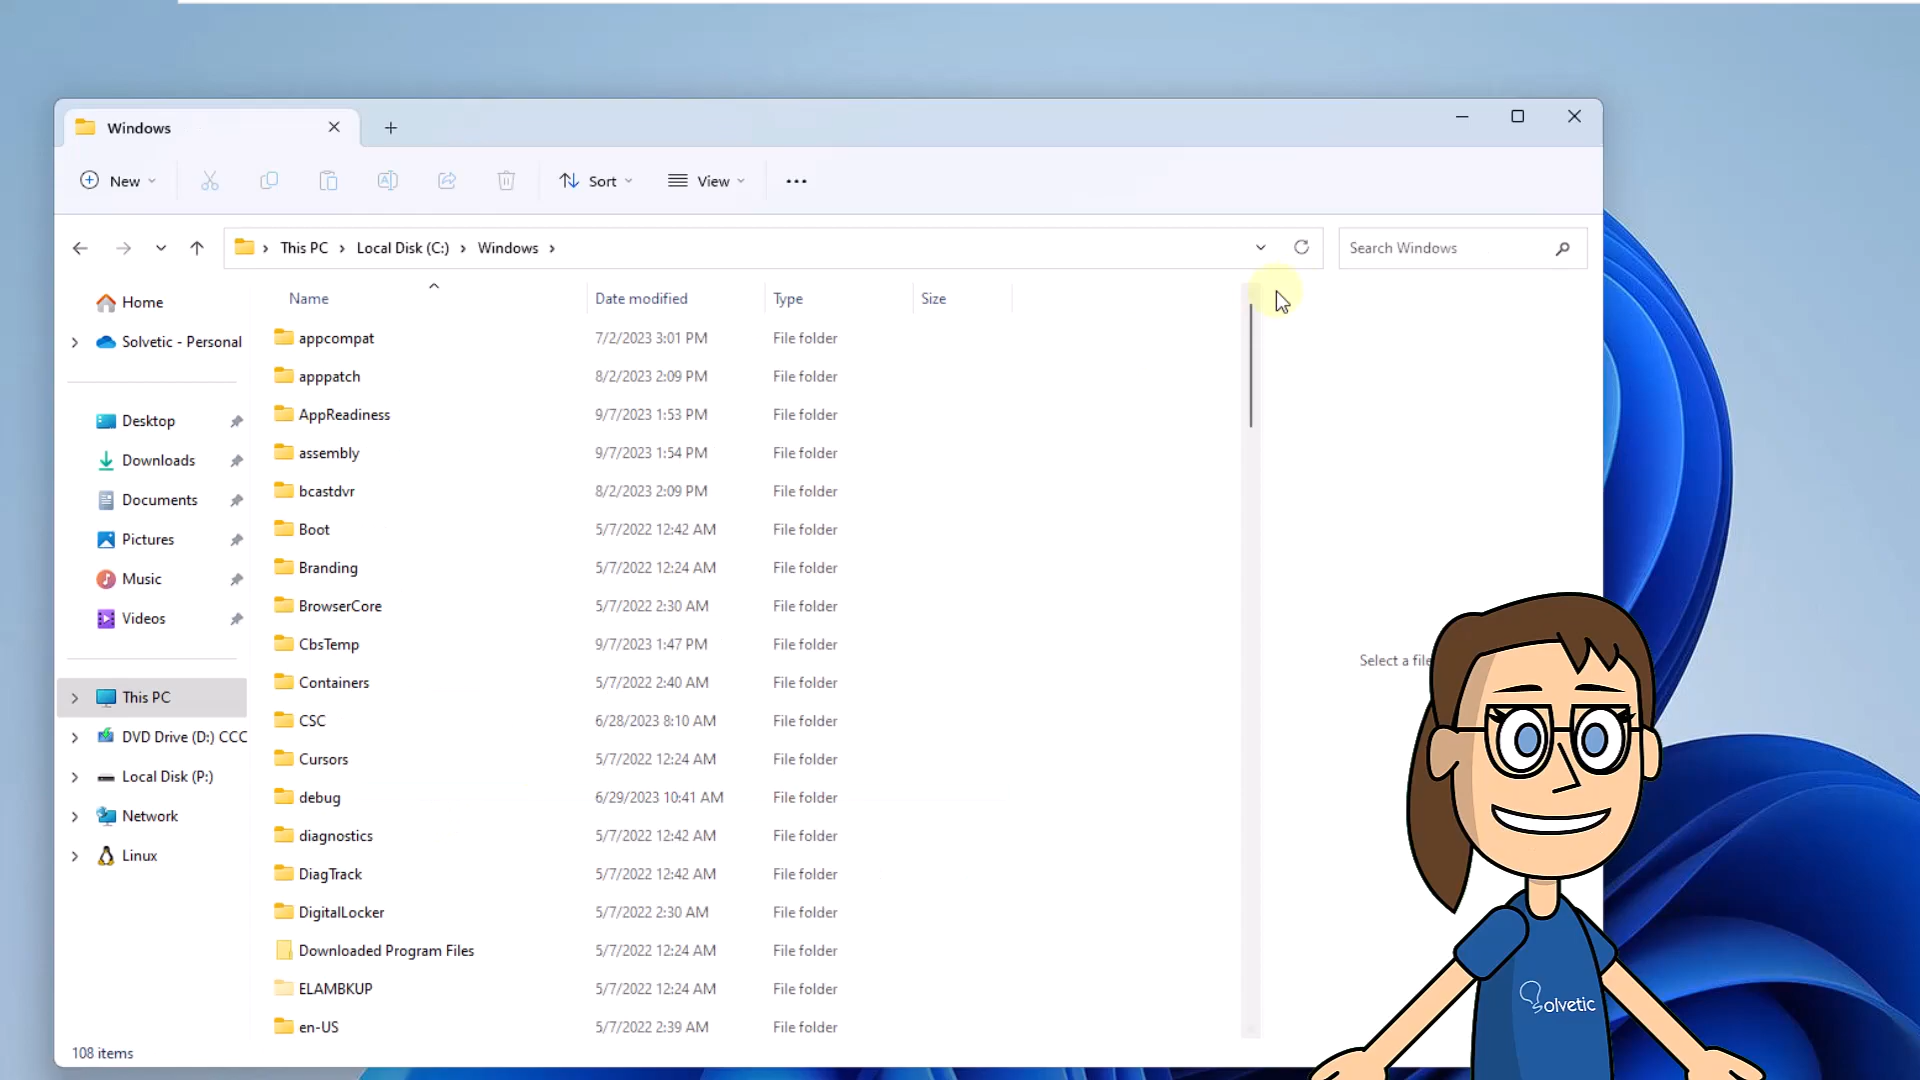 Windows
New
Sort
View
This PC > Local Disk (C:) > Windows >
Search Windows
Name
Date modified
Type
Size
Home
Solvetic - Personal
Desktop
Downloads
Documents
Pictures
Music
Videos
This PC
DVD Drive (D:) CCC
Local Disk (P:)
Network
Linux
appcompat 7/2/2023 3:01 PM File folder
apppatch 8/2/2023 2:09 PM File folder
AppReadiness 9/7/2023 1:53 PM File folder
assembly 9/7/2023 1:54 PM File folder
bcastdvr 8/2/2023 2:09 PM File folder
Boot 5/7/2022 12:42 AM File folder
Branding 5/7/2022 12:24 AM File folder
BrowserCore 5/7/2022 2:30 AM File folder
CbsTemp 9/7/2023 1:47 PM File folder
Containers 5/7/2022 2:40 AM File folder
CSC 6/28/2023 8:10 AM File folder
Cursors 5/7/2022 12:24 AM File folder
debug 6/29/2023 10:41 AM File folder
diagnostics 5/7/2022 12:42 AM File folder
DiagTrack 5/7/2022 12:42 AM File folder
DigitalLocker 5/7/2022 2:30 AM File folder
Downloaded Program Files 5/7/2022 12:24 AM File folder
ELAMBKUP 5/7/2022 12:24 AM File folder
en-US 5/7/2022 2:39 AM File folder
Select a file
Solvetic
108 items